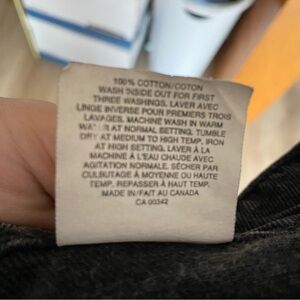 100% COTTON/COTON
WASH INSIDE OUT FOR FIRST
THREE WASHINGS. LAVER AVEC
LINGE INVERSE POUR PREMIERS TROIS
LAVAGES. MACHINE WASH IN WARM
WATER AT NORMAL SETTING, TUMBLE
DRY AT MEDIUM TO HIGH TEMP, IRON
AT HIGH SETTING. LAVER À LA
MACHINE À L'EAU CHAUDE AVEC
AGITATION NORMALE. SÉCHER PAR
CULBUTAGE À MOYENNE OU HAUTE
TEMP. REPASSER À HAUT TEMP.
MADE IN/FAIT AU CANADA
CA 00342